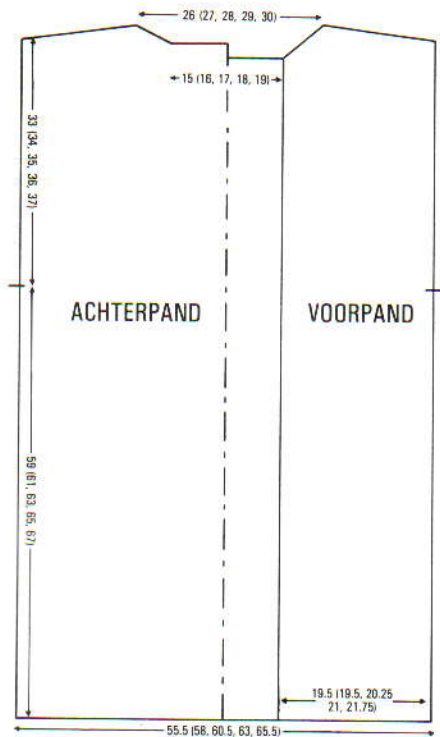 26 (27, 28, 29, 30)
15 (16, 17, 18, 19)
33 (34, 35, 36, 37)
ACHTERPAND
VOORPAND
59 (61, 63, 65, 67)
19.5 (19.5, 20.25
21, 21.75)
55.5 (58, 60.5, 63, 65.5)